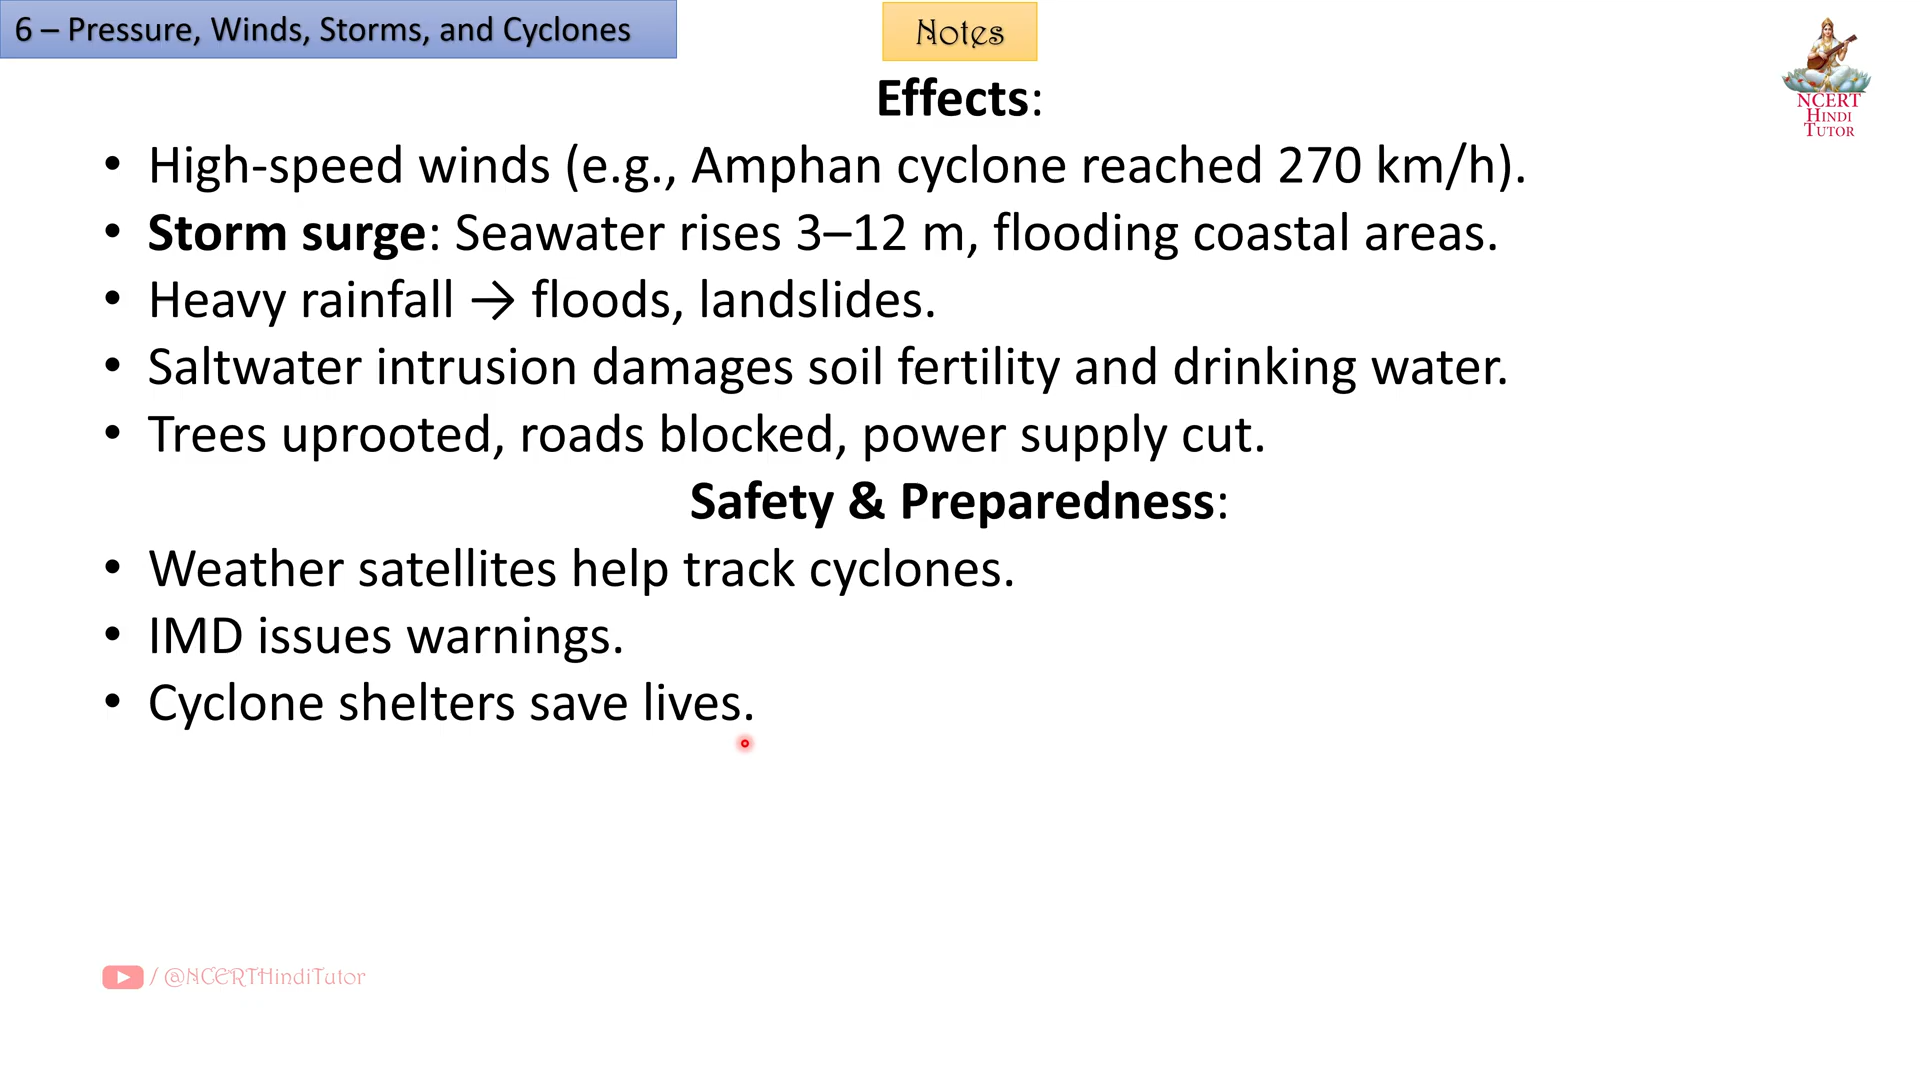 6 – Pressure, Winds, Storms, and Cyclones
Notes
NCERT
HINDI
TUTOR
Effects:
• High-speed winds (e.g., Amphan cyclone reached 270 km/h).
• Storm surge: Seawater rises 3–12 m, flooding coastal areas.
• Heavy rainfall → floods, landslides.
• Saltwater intrusion damages soil fertility and drinking water.
• Trees uprooted, roads blocked, power supply cut.
Safety & Preparedness:
• Weather satellites help track cyclones.
• IMD issues warnings.
• Cyclone shelters save lives.
/ @NCERTHindiTutor